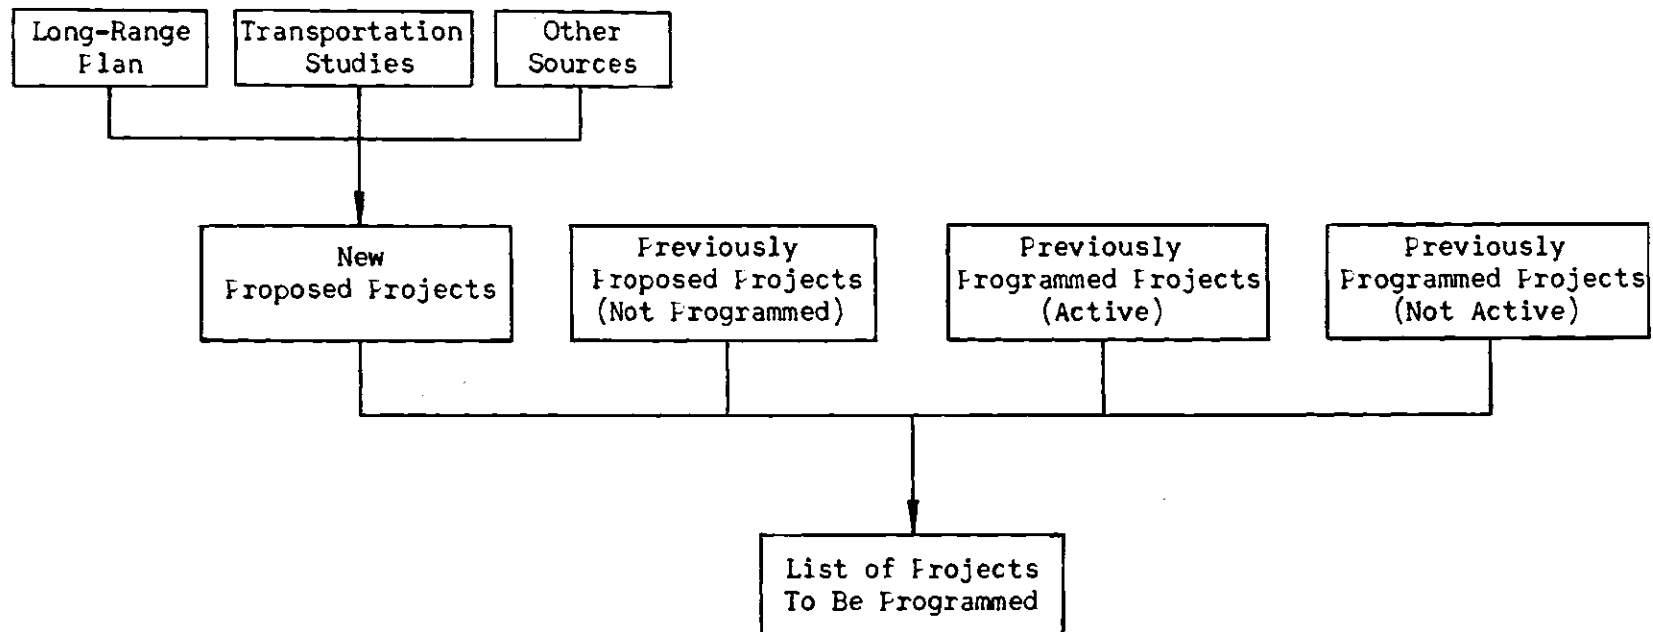 Long-Range
Plan
Transportation
Studies
Other
Sources
New
Proposed Projects
Previously
Proposed Projects
(Not Programmed)
Previously
Programmed Projects
(Active)
Previously
Programmed Projects
(Not Active)
List of Projects
To Be Programmed